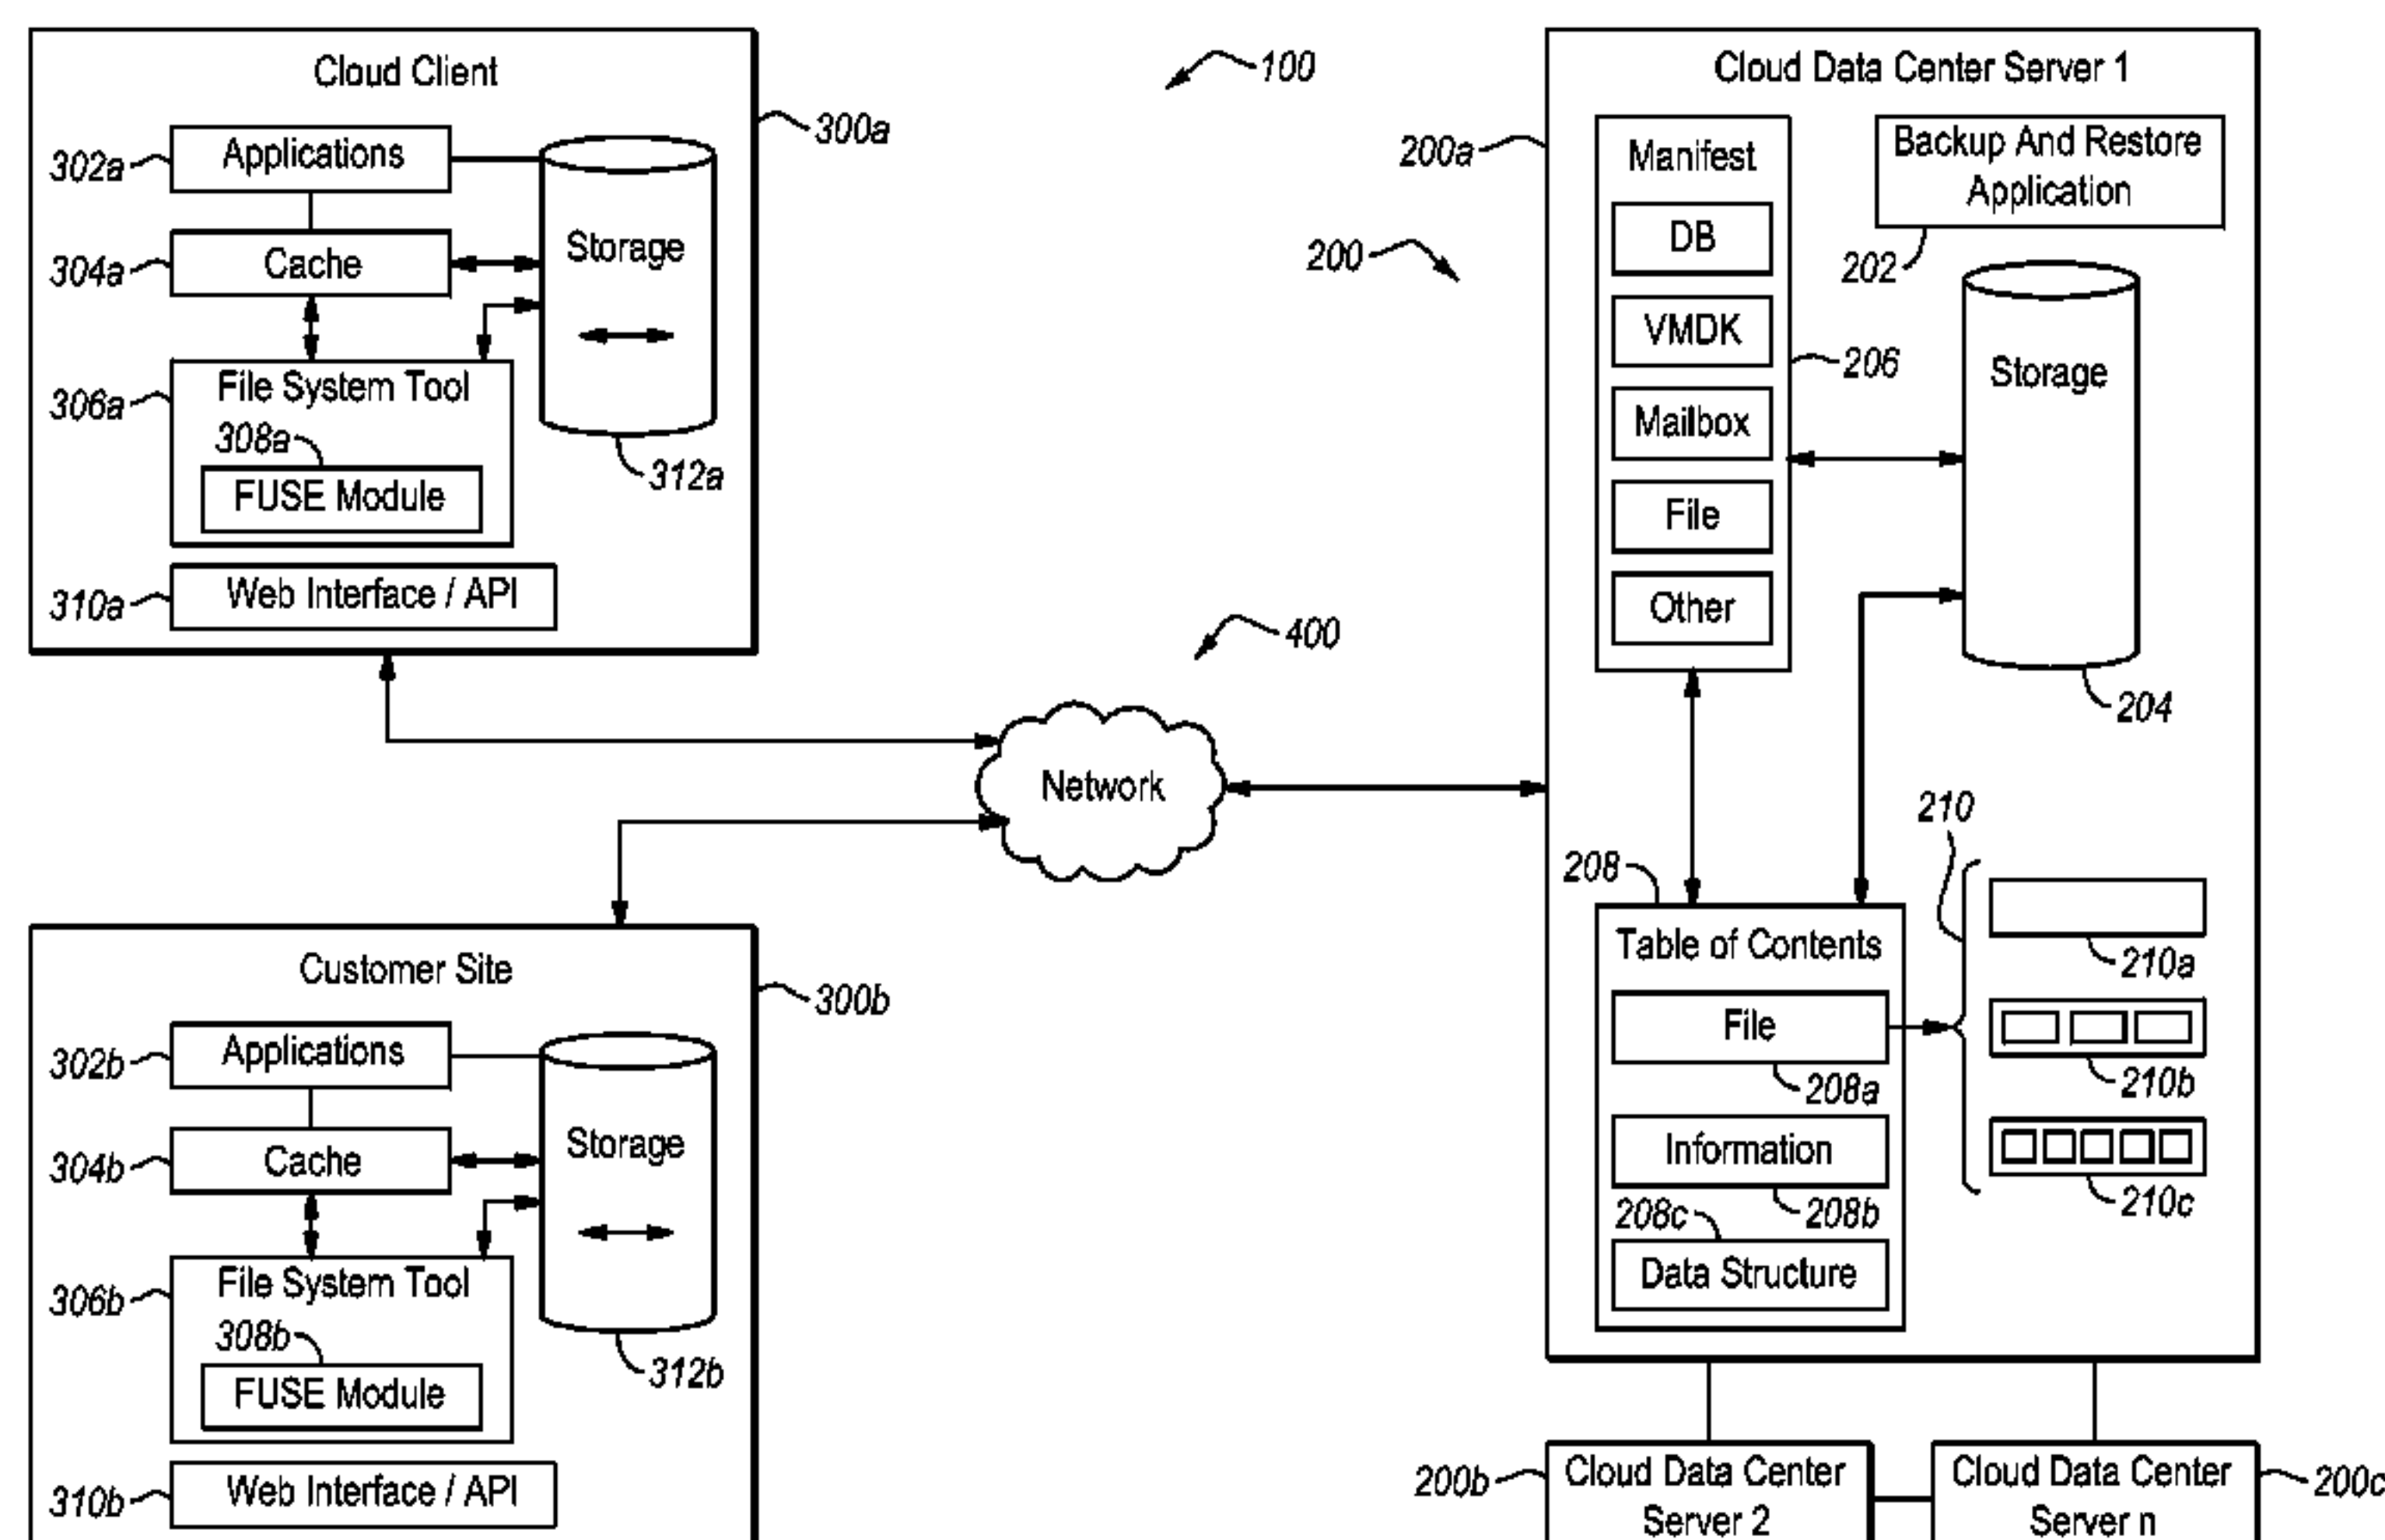 100
Cloud Client
300a
302a
Applications
304a
Cache
Storage
306a
File System Tool
308a
FUSE Module
312a
310a
Web Interface / API
400
Network
Customer Site
300b
302b
Applications
304b
Cache
Storage
306b
File System Tool
308b
FUSE Module
312b
310b
Web Interface / API
200
Cloud Data Center Server 1
200a
Manifest
DB
VMDK
Mailbox
File
Other
206
Backup And Restore
Application
202
Storage
204
208
Table of Contents
File
208a
Information
208b
208c
Data Structure
210
210a
210b
210c
200b
Cloud Data Center
Server 2
Cloud Data Center
Server n
200c